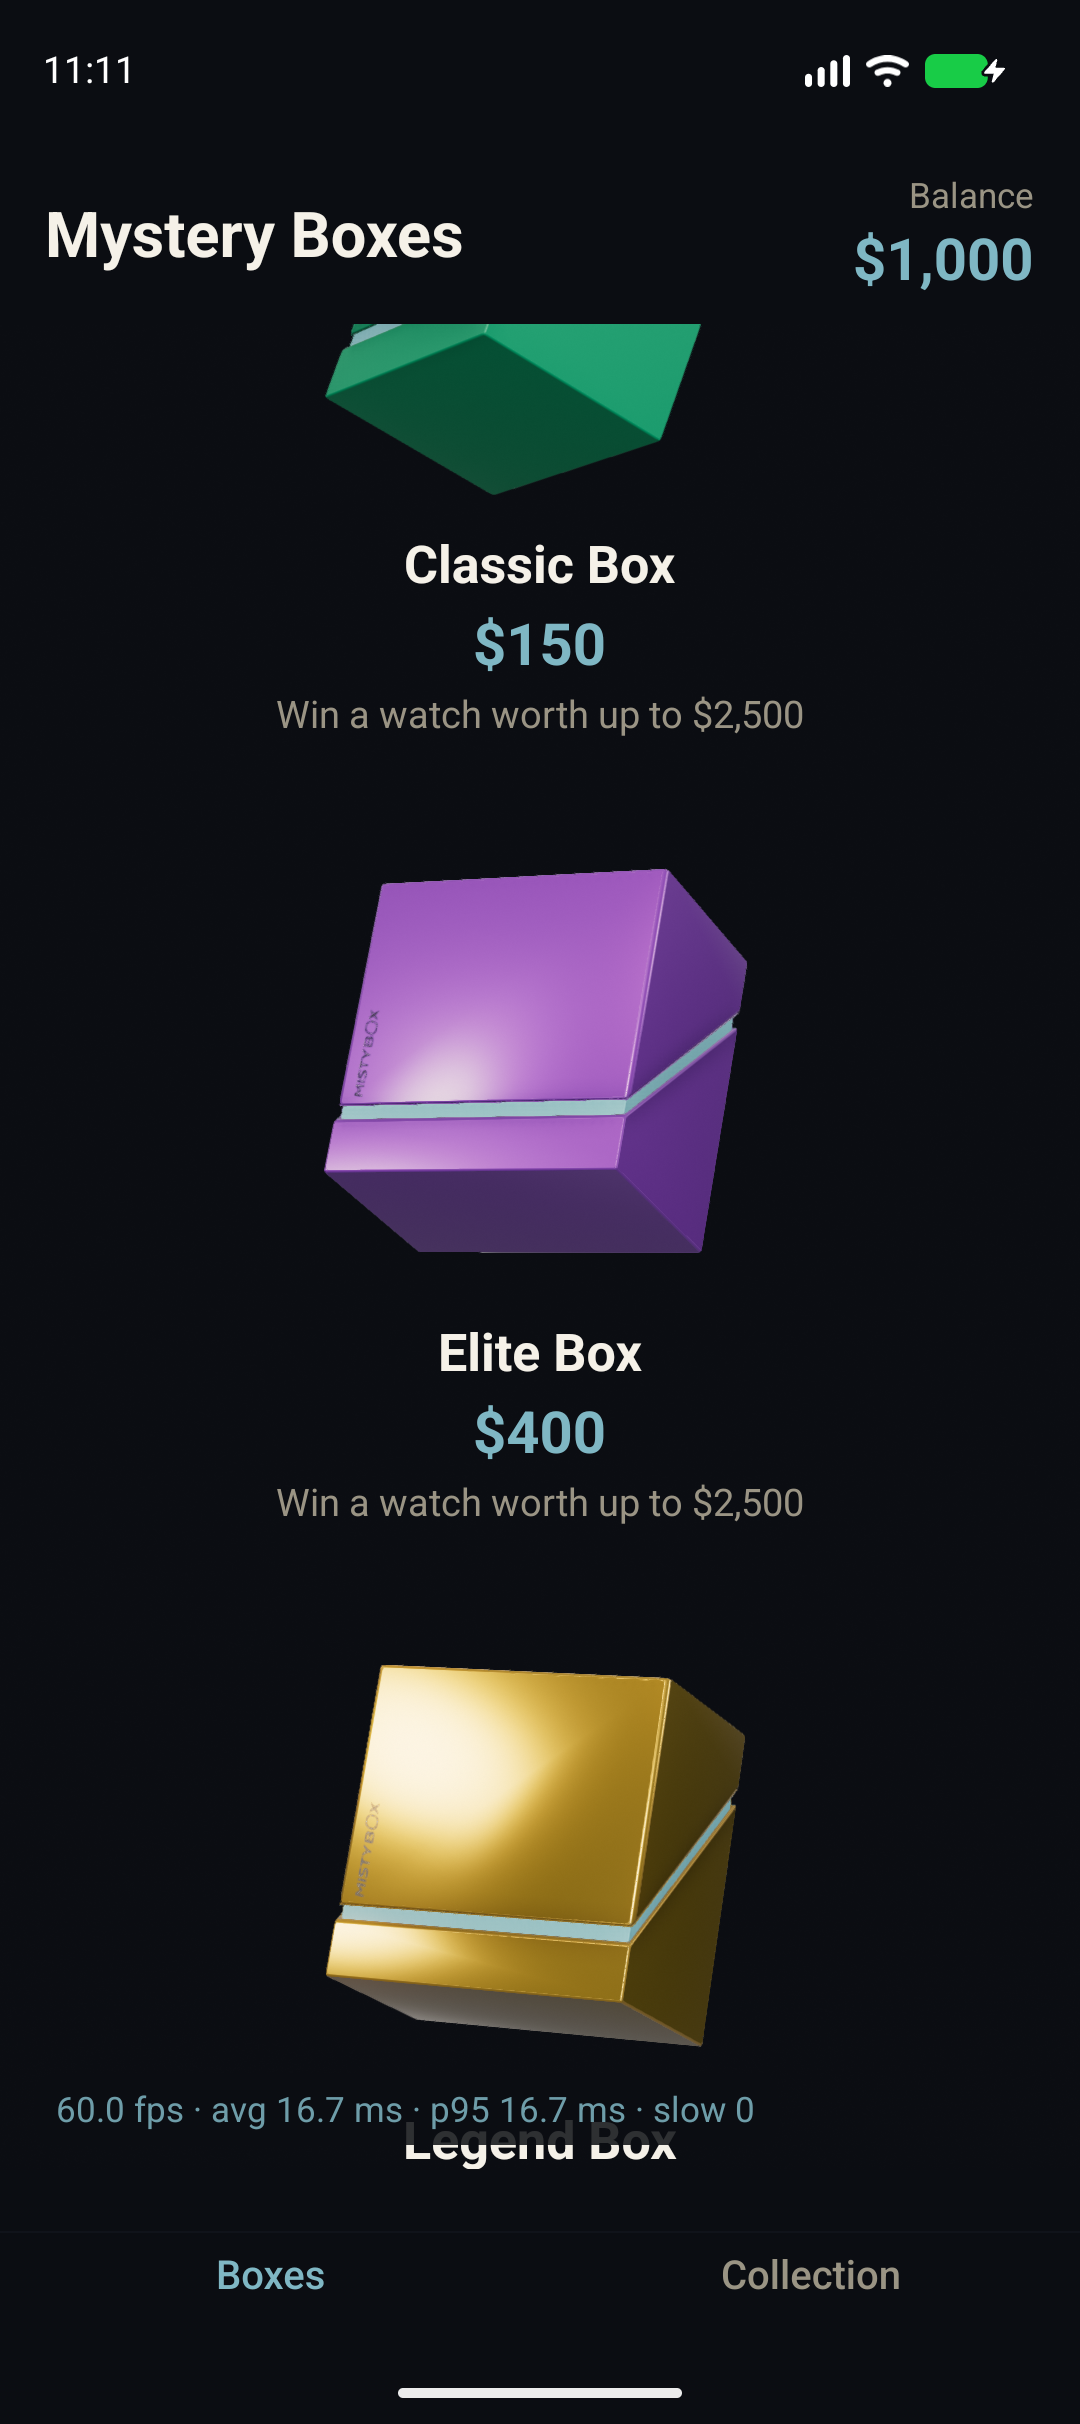 11:11
Balance
Mystery Boxes
$1,000
Classic Box
$150
Win a watch worth up to $2,500
MISTYBOX
Elite Box
$400
Win a watch worth up to $2,500
MISTYBOX
60.0 fps · avg 16.7 ms · p95 16.7 ms · slow 0
Legend Box
Boxes
Collection